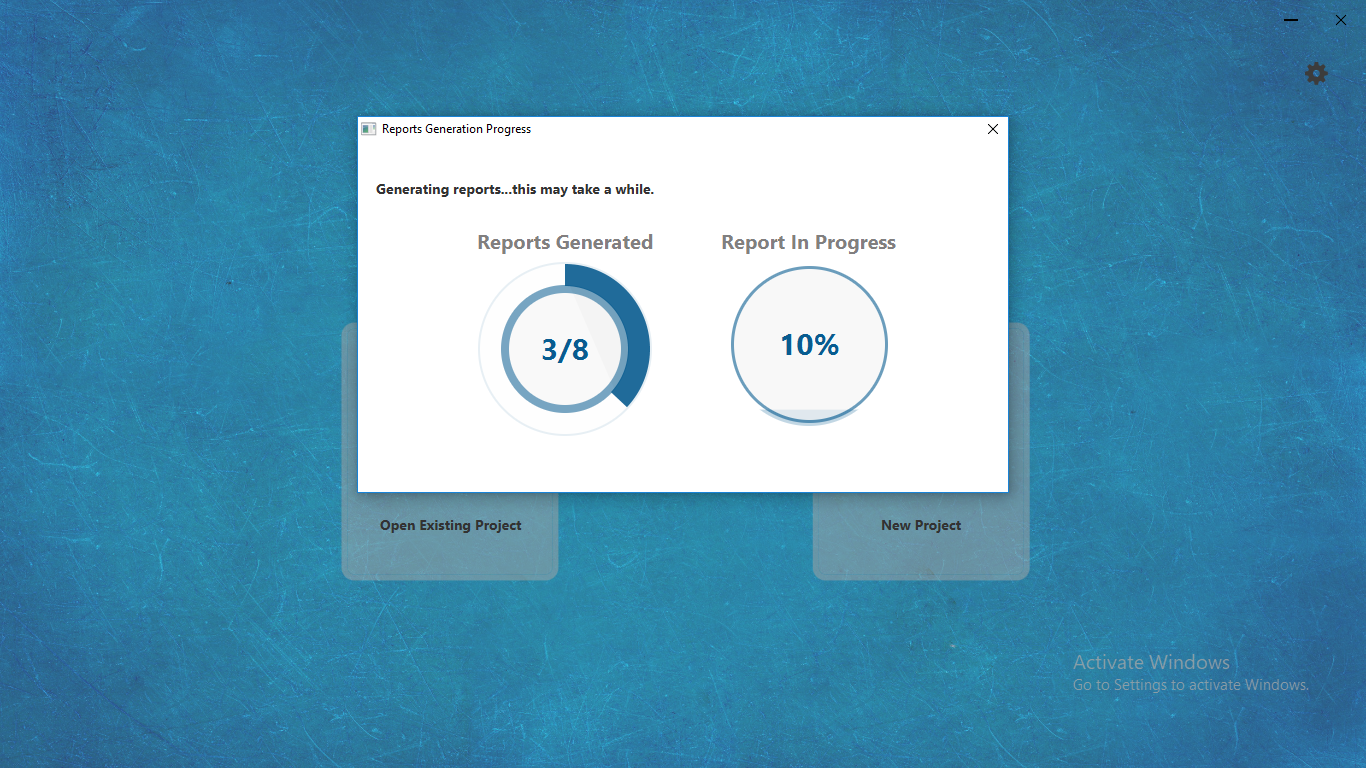 Reports Generation Progress
Generating reports...this may take a while.
Reports Generated
Report In Progress
3/8
10%
Open Existing Project
New Project
Activate Windows
Go to Settings to activate Windows.